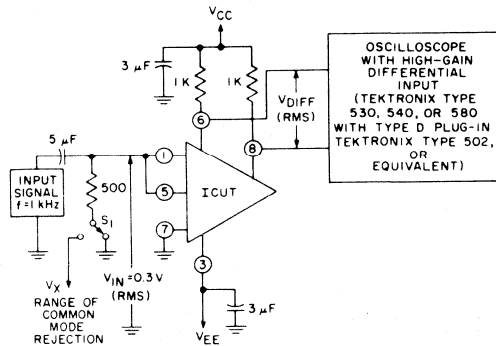 VCC
3 µF
1 K
1K
6
VDIFF
(RMS)
8
OSCILLOSCOPE
WITH HIGH-GAIN
DIFFERENTIAL
INPUT
(TEKTRONIX TYPE
530, 540, OR 580
WITH TYPE D PLUG-IN
TEKTRONIX TYPE 502,
OR
EQUIVALENT)
5 µF
INPUT
SIGNAL
f=1 kHz
500
S1
1
5
7
ICUT
3
VX
RANGE OF
COMMON
MODE
REJECTION
VIN=0.3 V
(RMS)
3 µF
VEE